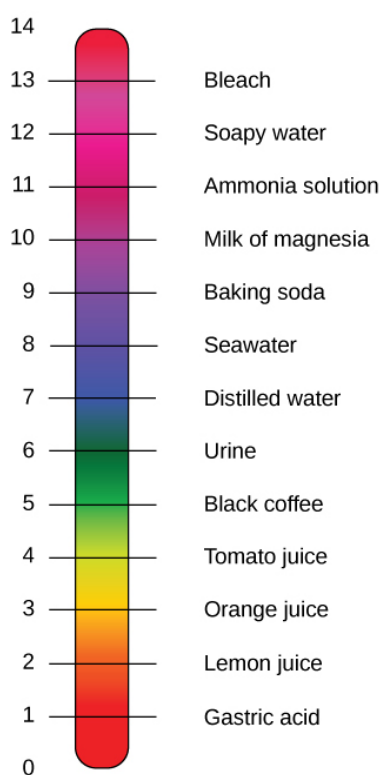 14
13 Bleach
12 Soapy water
11 Ammonia solution
10 Milk of magnesia
9 Baking soda
8 Seawater
7 Distilled water
6 Urine
5 Black coffee
4 Tomato juice
3 Orange juice
2 Lemon juice
1 Gastric acid
0